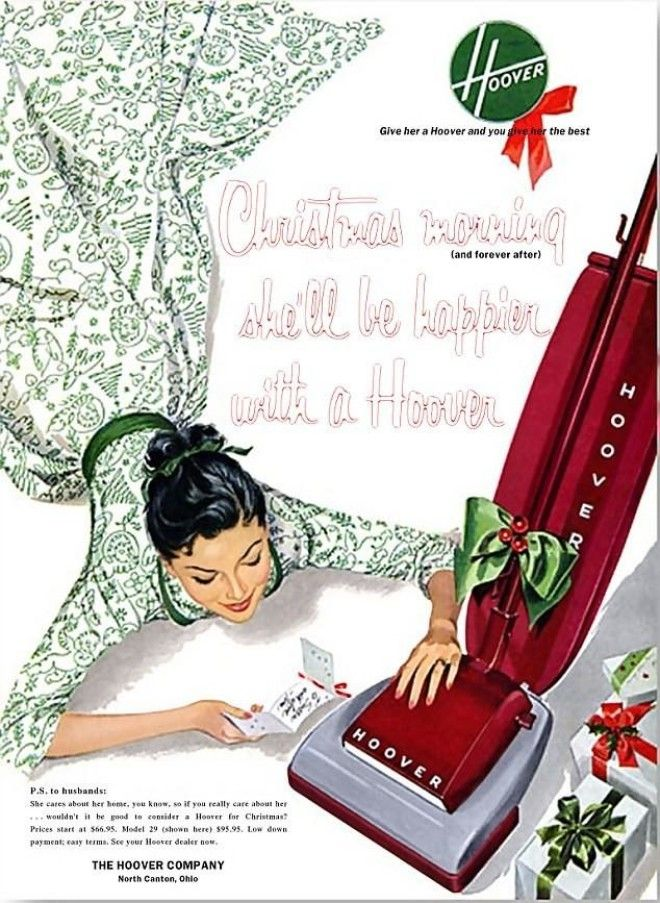 HOOVER
Give her a Hoover and you give her the best
Christmas morning
(and forever after)
she'll be happier
with a Hoover
HOOVER
HOOVER
P.S. to husbands:
She cares about her home, you know, so if you really care about her
... wouldn't it be good to consider a Hoover for Christmas?
Prices start at $66.95. Model 29 (shown here) $95.95. Low down
payment; easy terms. See your Hoover dealer now.
THE HOOVER COMPANY
North Canton, Ohio